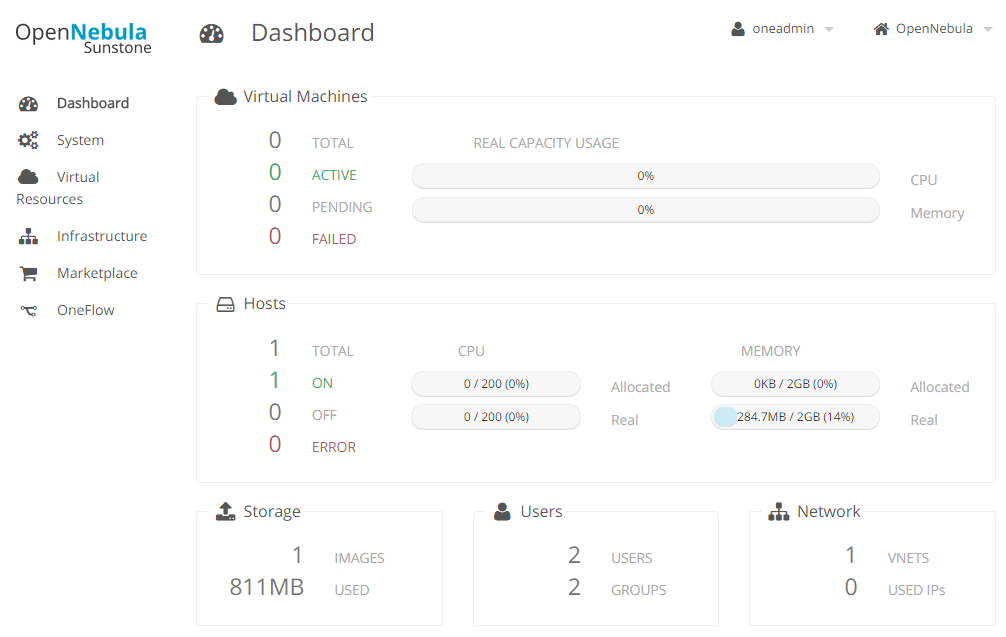 OpenNebula
Sunstone
Dashboard
oneadmin
OpenNebula
Dashboard
System
Virtual
Resources
Infrastructure
Marketplace
OneFlow
Virtual Machines
0 TOTAL
0 ACTIVE
0 PENDING
0 FAILED
REAL CAPACITY USAGE
0% CPU
0% Memory
Hosts
1 TOTAL
1 ON
0 OFF
0 ERROR
CPU
0 / 200 (0%) Allocated
0 / 200 (0%) Real
MEMORY
0KB / 2GB (0%) Allocated
284.7MB / 2GB (14%) Real
Storage
1 IMAGES
811MB USED
Users
2 USERS
2 GROUPS
Network
1 VNETS
0 USED IPs